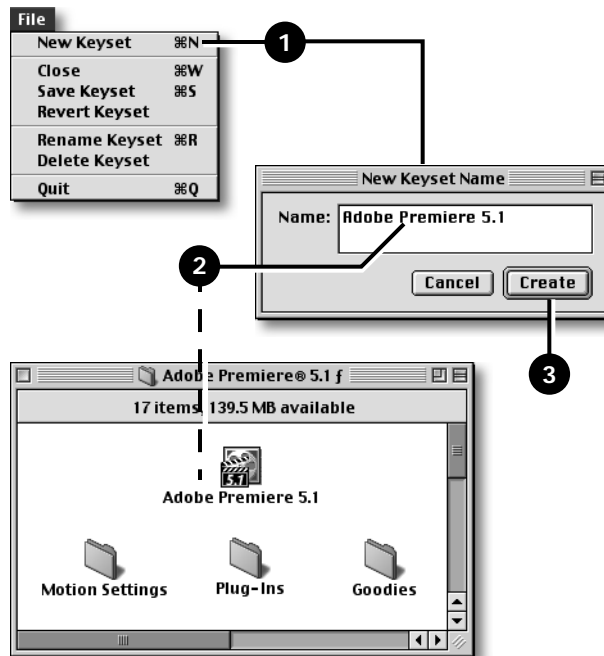 File
New Keyset ⌘N
Close ⌘W
Save Keyset ⌘S
Revert Keyset
Rename Keyset ⌘R
Delete Keyset
Quit ⌘Q
1
New Keyset Name
Name: Adobe Premiere 5.1
Cancel Create
2
3
Adobe Premiere® 5.1 ƒ
17 items, 139.5 MB available
5.1
Adobe Premiere 5.1
Motion Settings Plug-Ins Goodies